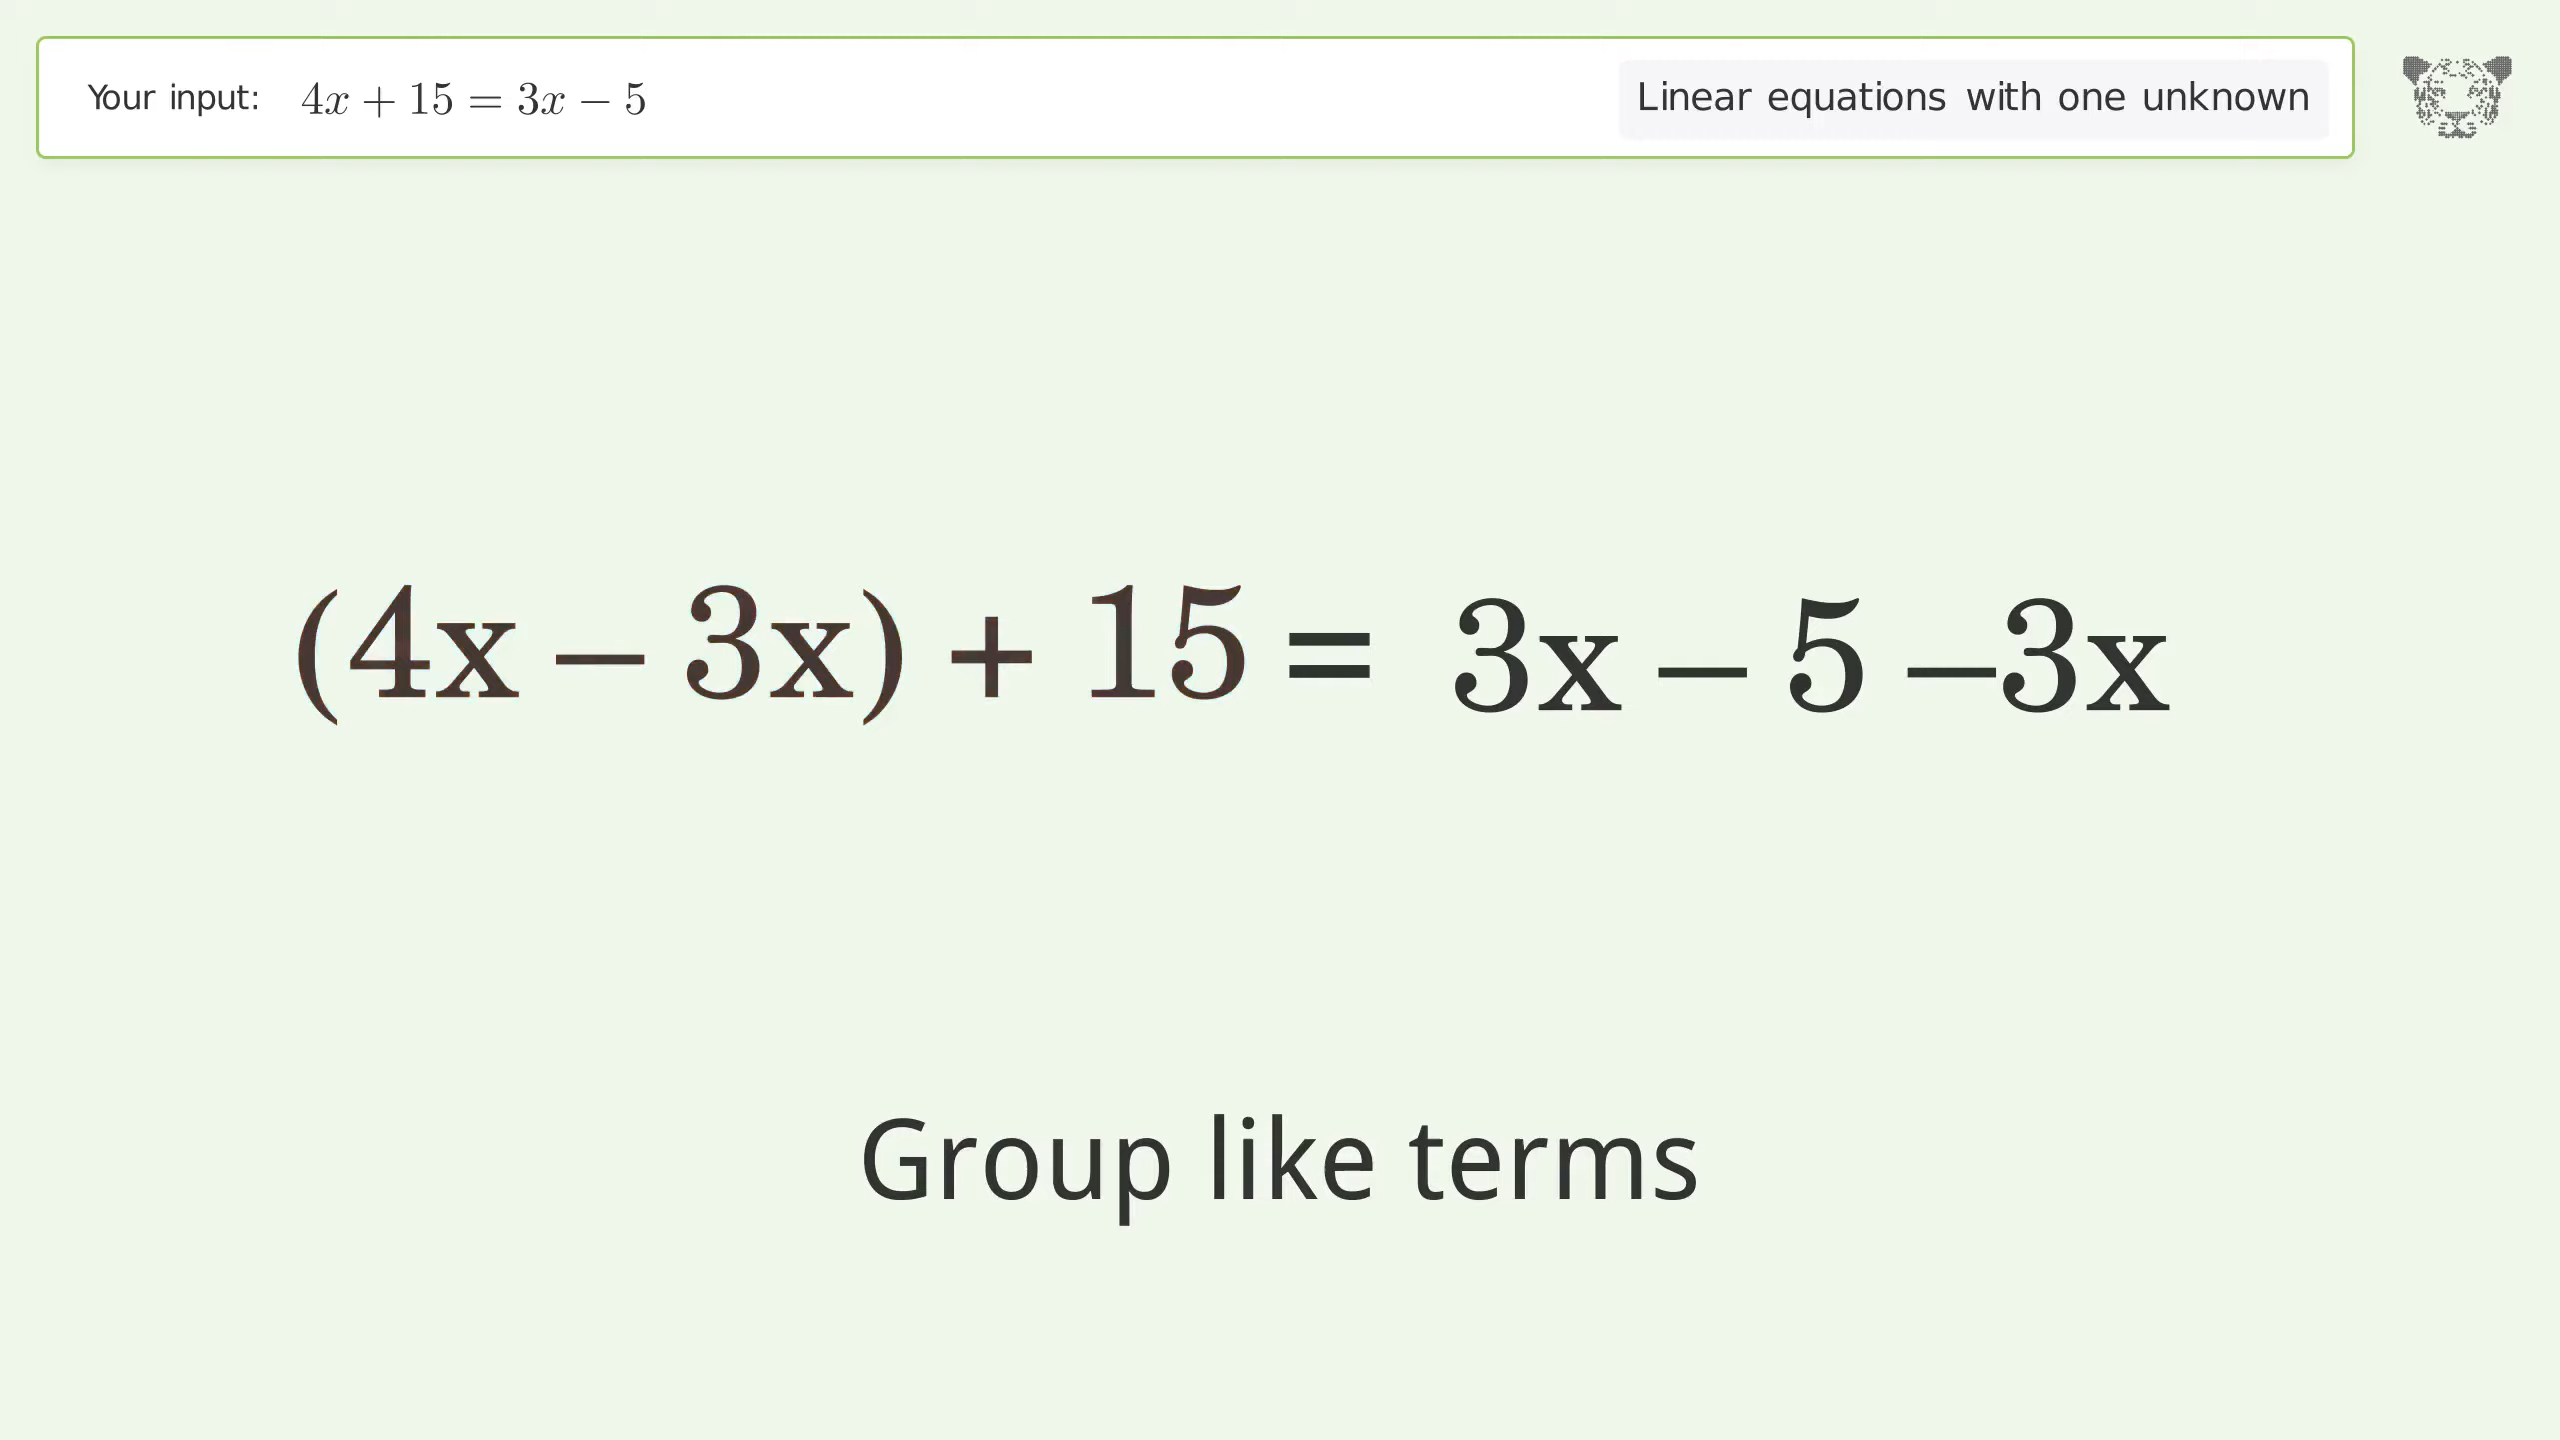 Your input: 4x + 15 = 3x − 5
Linear equations with one unknown
(4x − 3x) + 15 = 3x − 5 −3x
Group like terms